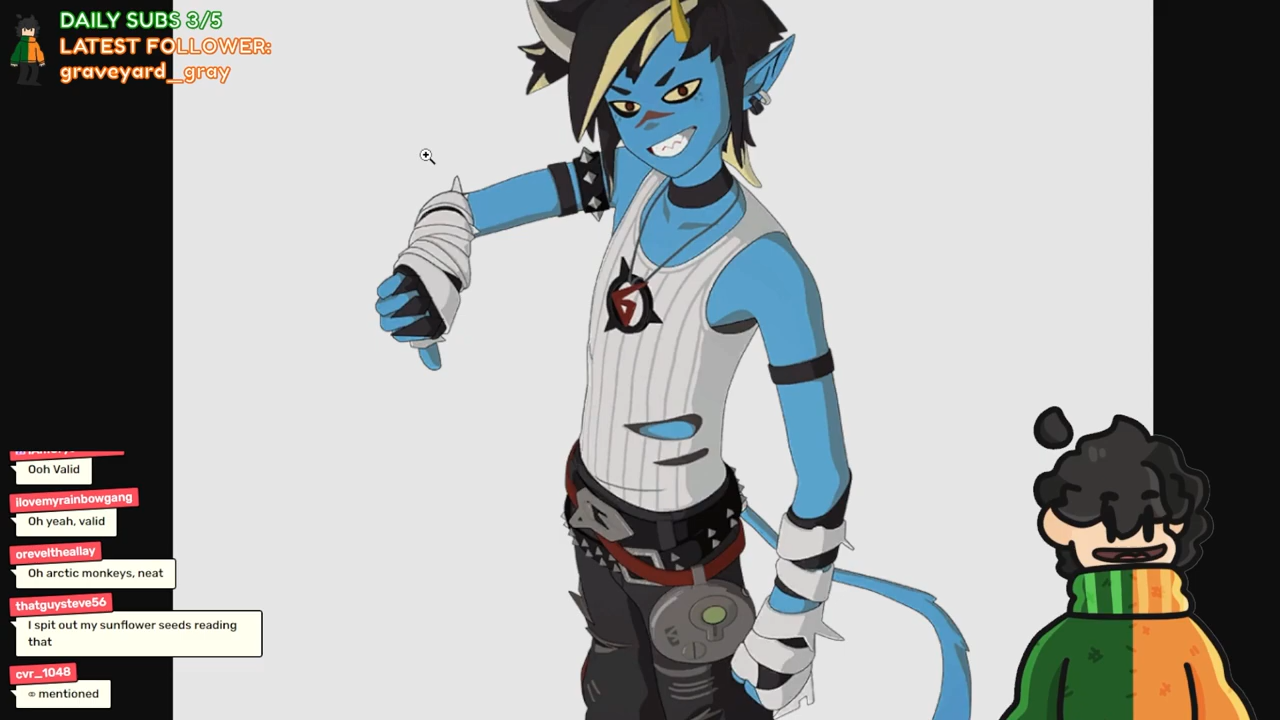 DAILY SUBS 3/5
LATEST FOLLOWER:
graveyard_gray
Ooh Valid
ilovemyrainbowgang
Oh yeah, valid
oreveltheallay
Oh arctic monkeys, neat
thatguysteve56
I spit out my sunflower seeds reading
that
cvr_1048
mentioned